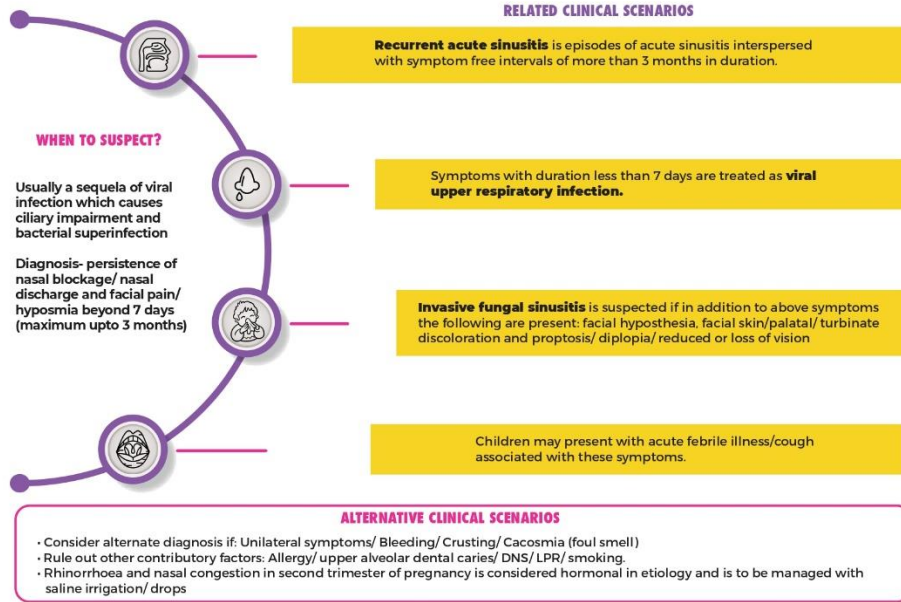 RELATED CLINICAL SCENARIOS
Recurrent acute sinusitis is episodes of acute sinusitis interspersed
with symptom free intervals of more than 3 months in duration.
WHEN TO SUSPECT?
Usually a sequela of viral
infection which causes
ciliary impairment and
bacterial superinfection
Diagnosis- persistence of
nasal blockage/ nasal
discharge and facial pain/
hyposmia beyond 7 days
(maximum upto 3 months)
Symptoms with duration less than 7 days are treated as viral
upper respiratory infection.
Invasive fungal sinusitis is suspected if in addition to above symptoms
the following are present: facial hyposthesia, facial skin/palatal/ turbinate
discoloration and proptosis/ diplopia/ reduced or loss of vision
Children may present with acute febrile illness/cough
associated with these symptoms.
ALTERNATIVE CLINICAL SCENARIOS
• Consider alternate diagnosis if: Unilateral symptoms/ Bleeding/ Crusting/ Cacosmia (foul smell)
• Rule out other contributory factors: Allergy/ upper alveolar dental caries/ DNS/ LPR/ smoking.
• Rhinorrhoea and nasal congestion in second trimester of pregnancy is considered hormonal in etiology and is to be managed with
saline irrigation/ drops